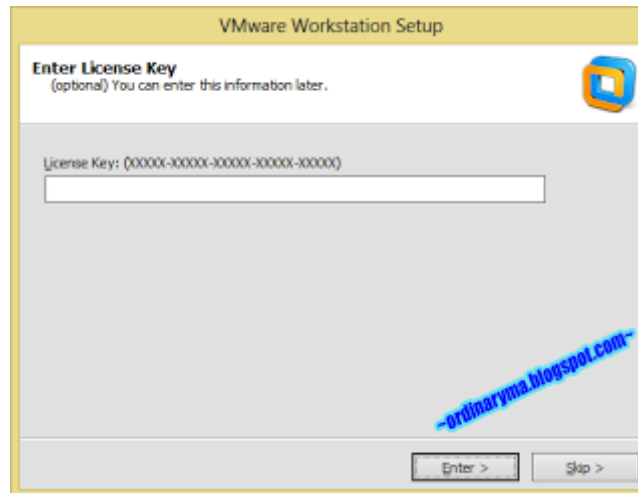 VMware Workstation Setup
Enter License Key
(optional) You can enter this information later.
License Key: (XXXXX-XXXXX-XXXXX-XXXXX-XXXXX)
~ordinaryma.blogspot.com~
Enter >
Skip >